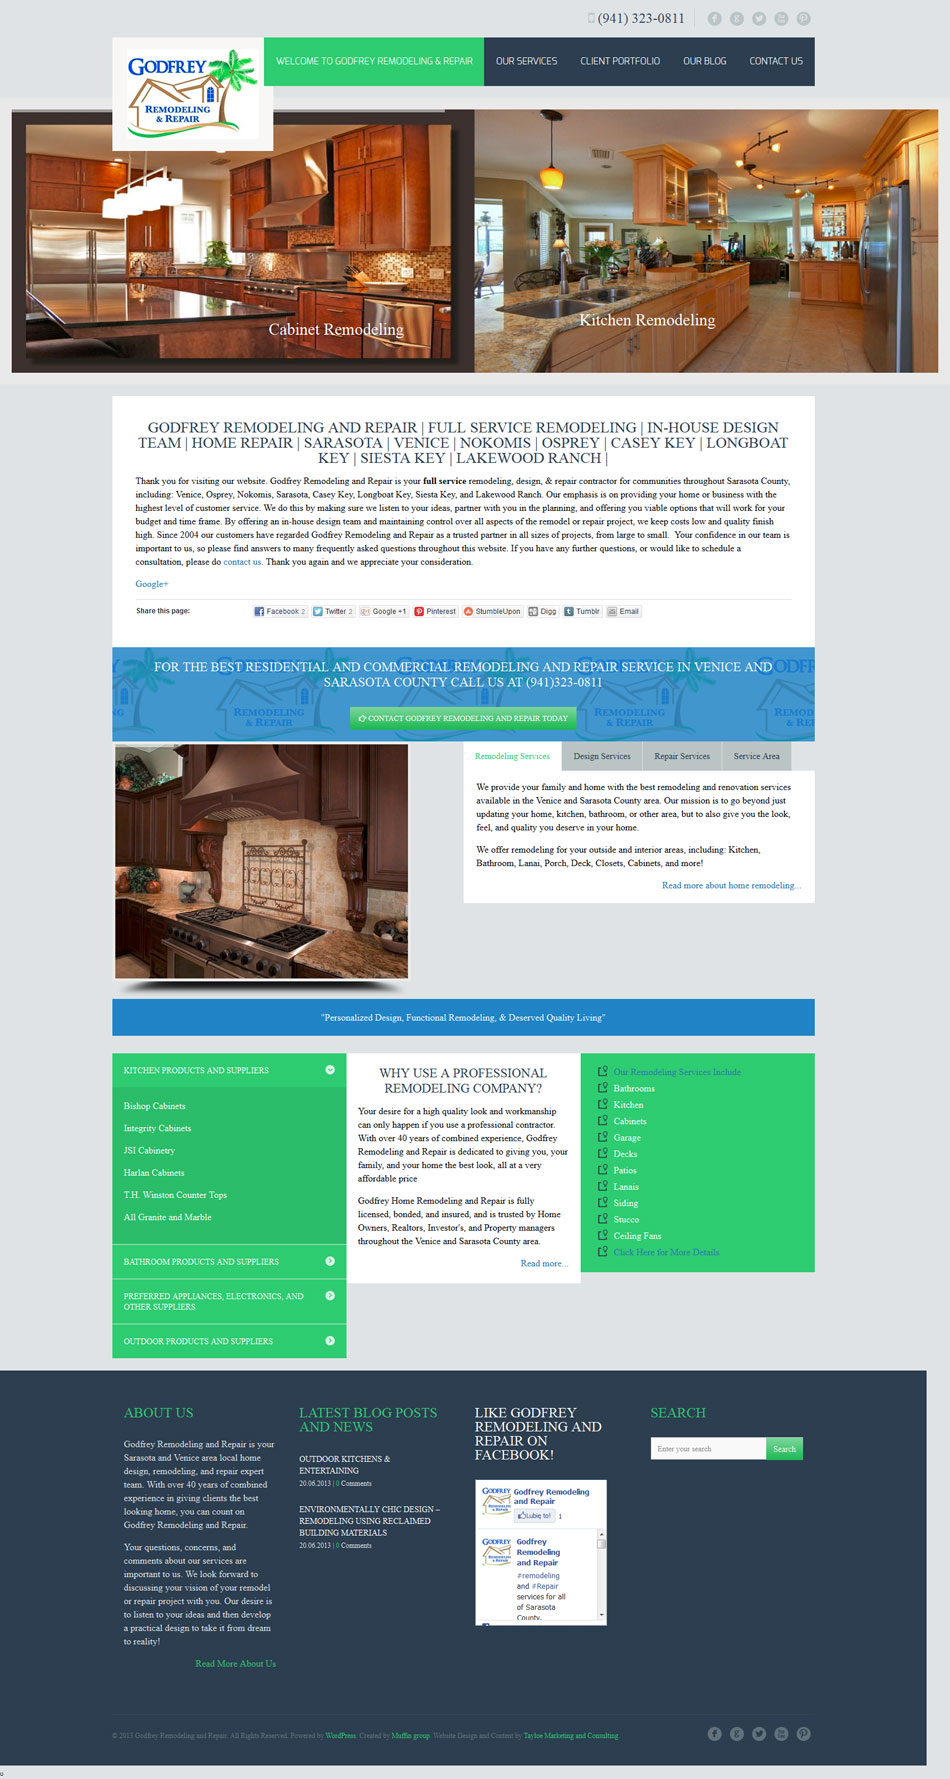 (941) 323-0811
GODFREY
REMODELING
& REPAIR
WELCOME TO GODFREY REMODELING & REPAIR
OUR SERVICES
CLIENT PORTFOLIO
OUR BLOG
CONTACT US
Cabinet Remodeling
Kitchen Remodeling
GODFREY REMODELING AND REPAIR | FULL SERVICE REMODELING | IN-HOUSE DESIGN
TEAM | HOME REPAIR | SARASOTA | VENICE | NOKOMIS | OSPREY | CASEY KEY | LONGBOAT
KEY | SIESTA KEY | LAKEWOOD RANCH |
Thank you for visiting our website. Godfrey Remodeling and Repair is your full service remodeling, design, & repair contractor for communities throughout Sarasota County,
including: Venice, Osprey, Nokomis, Sarasota, Casey Key, Longboat Key, Siesta Key, and Lakewood Ranch. Our emphasis is on providing your home or business with the
highest level of customer service. We do this by making sure we listen to your ideas, partner with you in the planning, and offering you viable options that will work for your
budget and time frame. By offering an in-house design team and maintaining control over all aspects of the remodel or repair project, we keep costs low and quality finish
high. Since 2004 our customers have regarded Godfrey Remodeling and Repair as a trusted partner in all sizes of projects, from large to small. Your confidence in our team is
important to us, so please find answers to many frequently asked questions throughout this website. If you have any further questions, or would like to schedule a
consultation, please do contact us. Thank you again and we appreciate your consideration.
Google+
Share this page:
Facebook 2
Twitter 2
Google +1
Pinterest
StumbleUpon
Digg
Tumblr
Email
FOR THE BEST RESIDENTIAL AND COMMERCIAL REMODELING AND REPAIR SERVICE IN VENICE AND
SARASOTA COUNTY CALL US AT (941)323-0811
CONTACT GODFREY REMODELING AND REPAIR TODAY
Remodeling Services
Design Services
Repair Services
Service Area
We provide your family and home with the best remodeling and renovation services
available in the Venice and Sarasota County area. Our mission is to go beyond just
updating your home, kitchen, bathroom, or other area, but to also give you the look,
feel, and quality you deserve in your home.
We offer remodeling for your outside and interior areas, including: Kitchen,
Bathroom, Lanai, Porch, Deck, Closets, Cabinets, and more!
Read more about home remodeling...
"Personalized Design, Functional Remodeling, & Deserved Quality Living"
KITCHEN PRODUCTS AND SUPPLIERS
Bishop Cabinets
Integrity Cabinets
JSI Cabinetry
Harlan Cabinets
T.H. Winston Counter Tops
All Granite and Marble
BATHROOM PRODUCTS AND SUPPLIERS
PREFERRED APPLIANCES, ELECTRONICS, AND
OTHER SUPPLIERS
OUTDOOR PRODUCTS AND SUPPLIERS
WHY USE A PROFESSIONAL
REMODELING COMPANY?
Your desire for a high quality look and workmanship
can only happen if you use a professional contractor.
With over 40 years of combined experience, Godfrey
Remodeling and Repair is dedicated to giving you, your
family, and your home the best look, all at a very
affordable price
Godfrey Home Remodeling and Repair is fully
licensed, bonded, and insured, and is trusted by Home
Owners, Realtors, Investor's, and Property managers
throughout the Venice and Sarasota County area.
Read more...
Our Remodeling Services Include
Bathrooms
Kitchen
Cabinets
Garage
Decks
Patios
Lanais
Siding
Stucco
Ceiling Fans
Click Here for More Details
ABOUT US
Godfrey Remodeling and Repair is your
Sarasota and Venice area local home
design, remodeling, and repair expert
team. With over 40 years of combined
experience in giving clients the best
looking home, you can count on
Godfrey Remodeling and Repair.
Your questions, concerns, and
comments about our services are
important to us. We look forward to
discussing your vision of your remodel
or repair project with you. Our desire is
to listen to your ideas and then develop
a practical design to take it from dream
to reality!
Read More About Us
LATEST BLOG POSTS
AND NEWS
OUTDOOR KITCHENS &
ENTERTAINING
20.06.2013 | 0 Comments
ENVIRONMENTALLY CHIC DESIGN –
REMODELING USING RECLAIMED
BUILDING MATERIALS
20.06.2013 | 0 Comments
LIKE GODFREY
REMODELING AND
REPAIR ON
FACEBOOK!
Godfrey Remodeling
and Repair
Lubię to! 1
Godfrey
Remodeling
and Repair
#remodeling
and #Repair
services for all
of Sarasota
County.
SEARCH
Enter your search
Search
© 2013 Godfrey Remodeling and Repair. All Rights Reserved. Powered by WordPress. Created by Muffin group. Website Design and Content by Tayloe Marketing and Consulting.